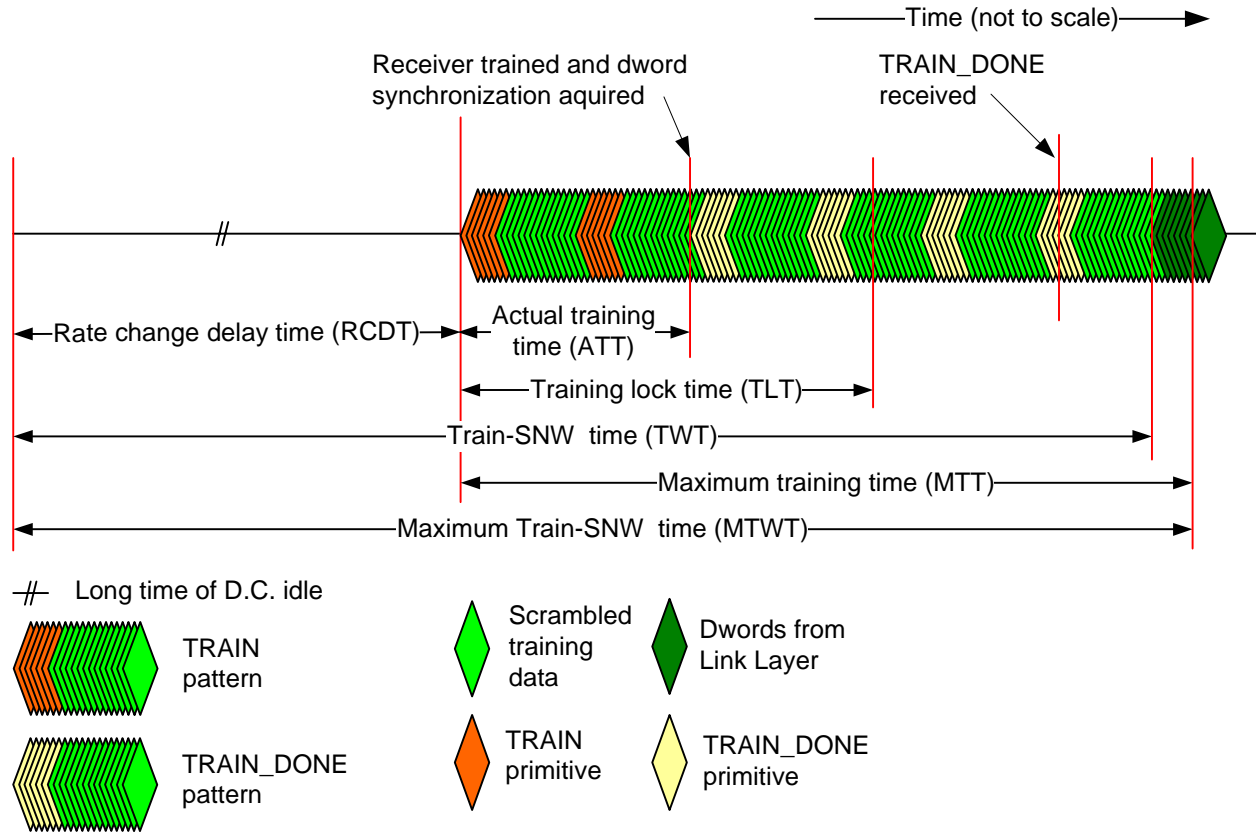 Time (not to scale)
Receiver trained and dword
synchronization aquired
TRAIN_DONE
received
Rate change delay time (RCDT)
Actual training
time (ATT)
Training lock time (TLT)
Train-SNW time (TWT)
Maximum training time (MTT)
Maximum Train-SNW time (MTWT)
Long time of D.C. idle
TRAIN
pattern
Scrambled
training
data
Dwords from
Link Layer
TRAIN_DONE
pattern
TRAIN
primitive
TRAIN_DONE
primitive